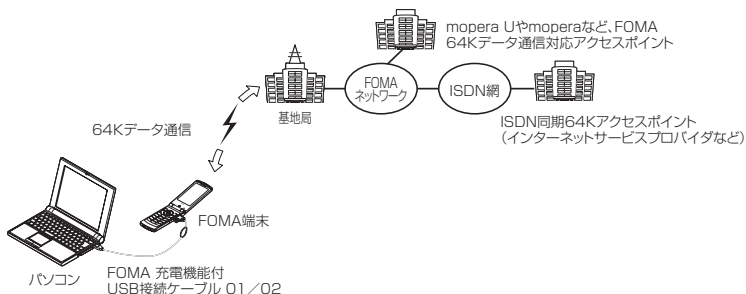 mopera Uやmoperaなど、FOMA
64Kデータ通信対応アクセスポイント
FOMA
ネットワーク
ISDN網
基地局
ISDN同期64Kアクセスポイント
（インターネットサービスプロバイダなど）
64Kデータ通信
FOMA端末
パソコン
FOMA 充電機能付
USB接続ケーブル 01／02